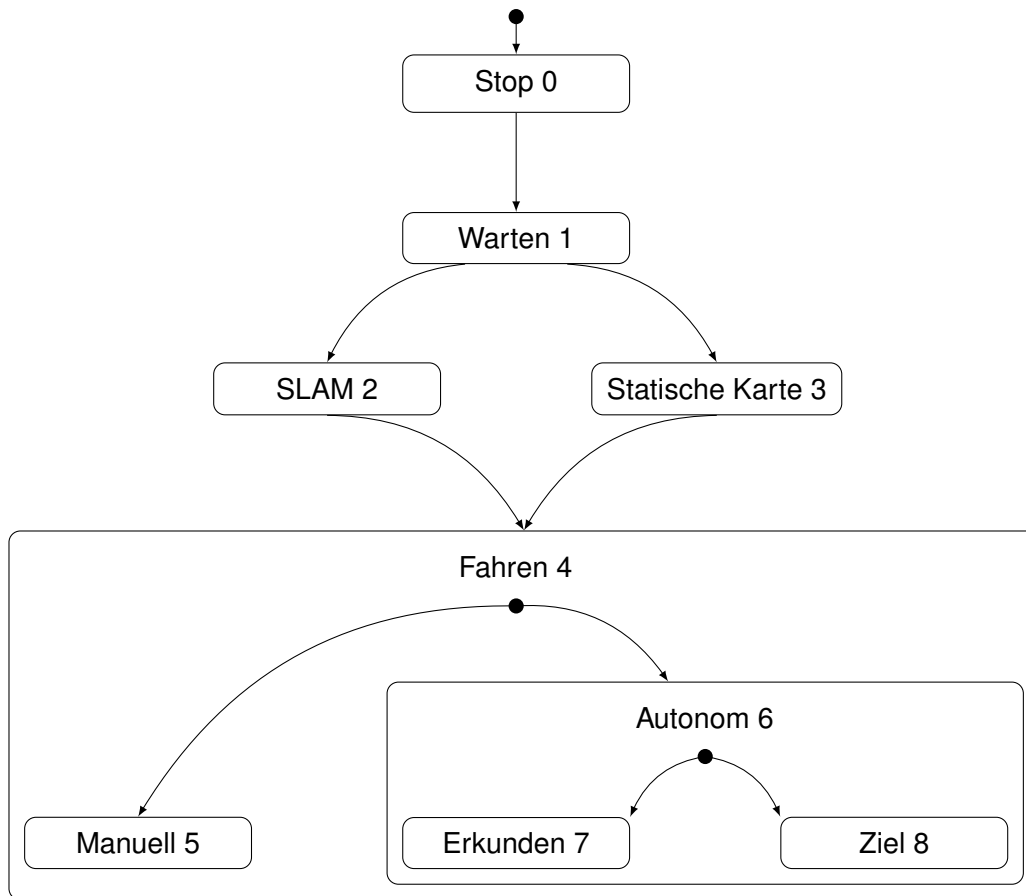 Stop 0
Warten 1
SLAM 2
Statische Karte 3
Fahren 4
Autonom 6
Manuell 5
Erkunden 7
Ziel 8